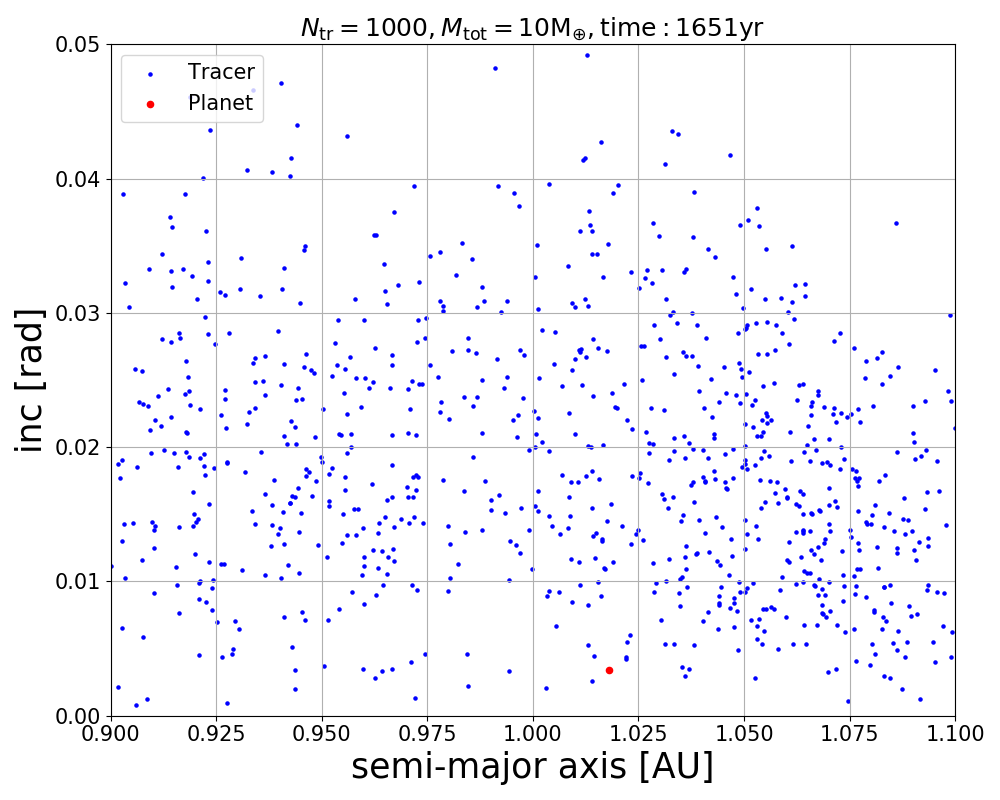 N_tr = 1000, M_tot = 10M_⊕, time : 1651yr
Tracer
Planet
inc [rad]
0.05
0.04
0.03
0.02
0.01
0.00
0.900 0.925 0.950 0.975 1.000 1.025 1.050 1.075 1.100
semi-major axis [AU]